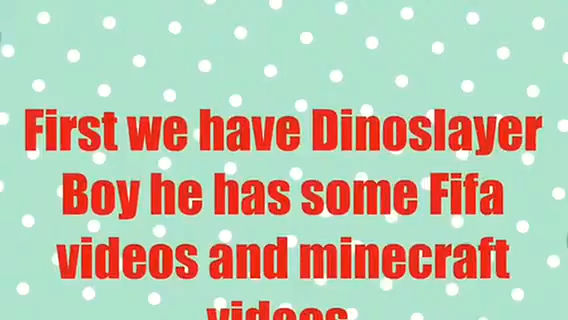 First we have Dinoslayer
Boy he has some Fifa
videos and minecraft
videos